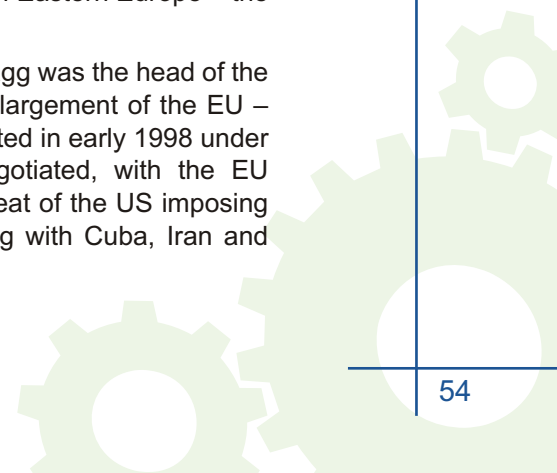 Eastern Europe – the
gg was the head of the
largement of the EU –
ted in early 1998 under
gotiated, with the EU
eat of the US imposing
g with Cuba, Iran and
54